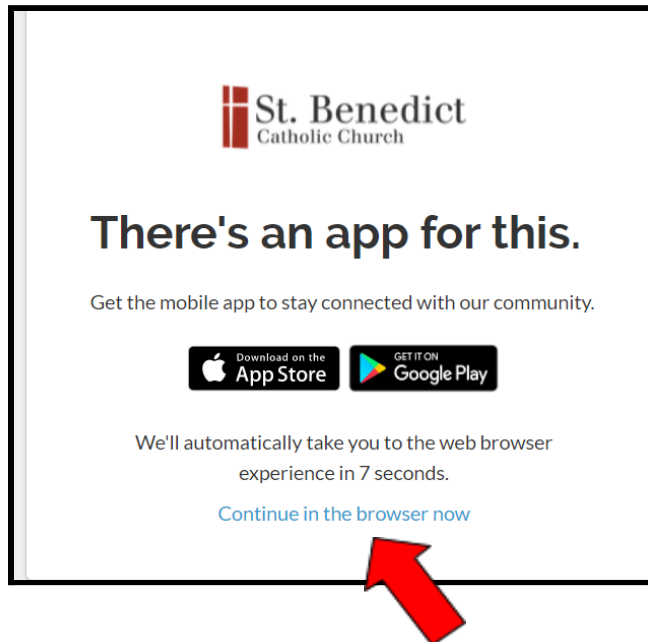 St. Benedict
Catholic Church
There's an app for this.
Get the mobile app to stay connected with our community.
Download on the
App Store
GET IT ON
Google Play
We'll automatically take you to the web browser
experience in 7 seconds.
Continue in the browser now